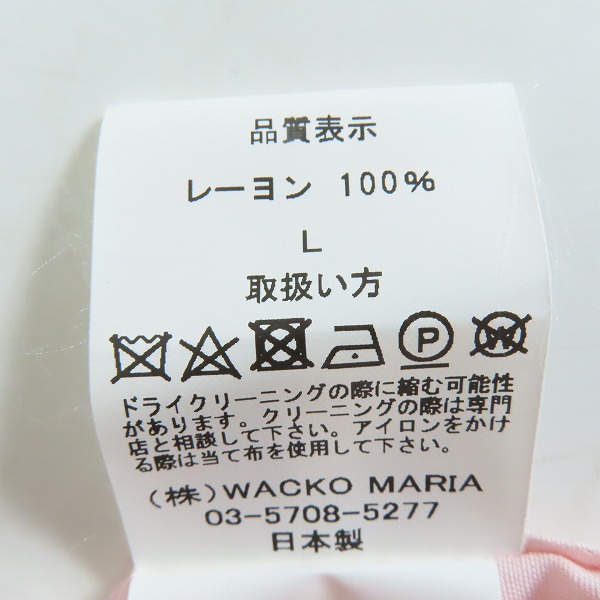 品質表示
レーヨン 100%
L
取扱い方
P W
ドライクリーニングの際に縮む可能性
があります。クリーニングの際は専門
店と相談して下さい。アイロンをかけ
る際は当て布を使用して下さい。
(株)WACKO MARIA
03-5708-5277
日本製